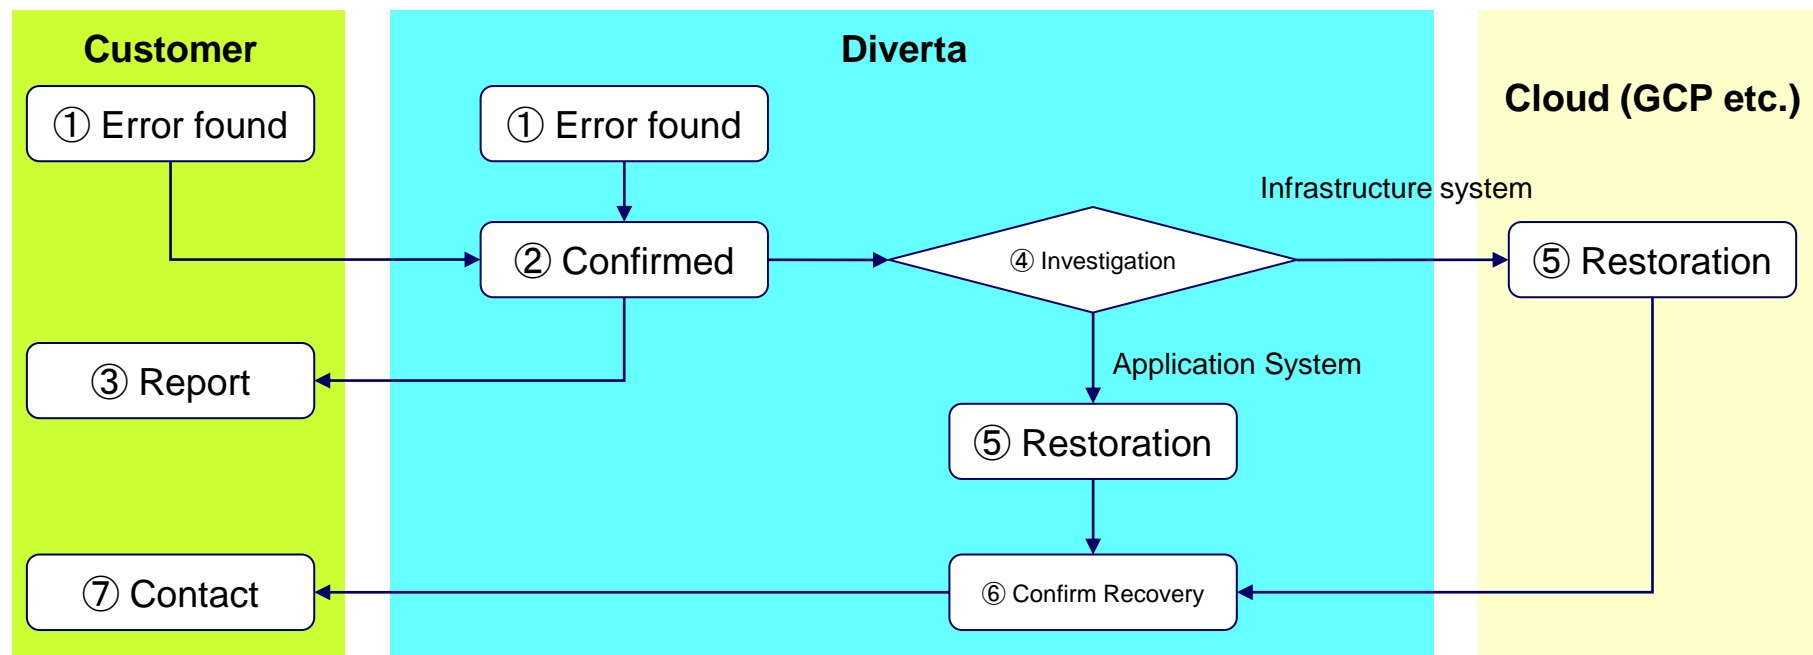 Customer
Diverta
Cloud (GCP etc.)
① Error found
① Error found
Infrastructure system
② Confirmed
④ Investigation
⑤ Restoration
③ Report
Application System
⑤ Restoration
⑦ Contact
⑥ Confirm Recovery